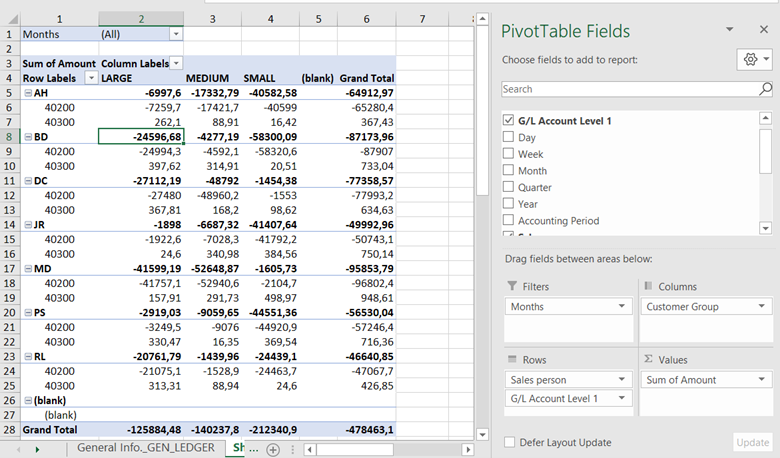 1 2 3 4 5 6 7
1 Months (All)
2
3 Sum of Amount Column Labels
4 Row Labels LARGE MEDIUM SMALL (blank) Grand Total
5 AH -6997,6 -17332,79 -40582,58 -64912,97
6 40200 -7259,7 -17421,7 -40599 -65280,4
7 40300 262,1 88,91 16,42 367,43
8 BD -24596,68 -4277,19 -58300,09 -87173,96
9 40200 -24994,3 -4592,1 -58320,6 -87907
10 40300 397,62 314,91 20,51 733,04
11 DC -27112,19 -48792 -1454,38 -77358,57
12 40200 -27480 -48960,2 -1553 -77993,2
13 40300 367,81 168,2 98,62 634,63
14 JR -1898 -6687,32 -41407,64 -49992,96
15 40200 -1922,6 -7028,3 -41792,2 -50743,1
16 40300 24,6 340,98 384,56 750,14
17 MD -41599,19 -52648,87 -1605,73 -95853,79
18 40200 -41757,1 -52940,6 -2104,7 -96802,4
19 40300 157,91 291,73 498,97 948,61
20 PS -2919,03 -9059,65 -44551,36 -56530,04
21 40200 -3249,5 -9076 -44920,9 -57246,4
22 40300 330,47 16,35 369,54 716,36
23 RL -20761,79 -1439,96 -24439,1 -46640,85
24 40200 -21075,1 -1528,9 -24463,7 -47067,7
25 40300 313,31 88,94 24,6 426,85
26 (blank)
27 (blank)
28 Grand Total -125884,48 -140237,8 -212340,9 -478463,1
General Info._GEN_LEDGER Sh ...
PivotTable Fields
Choose fields to add to report:
Search
G/L Account Level 1
Day
Week
Month
Quarter
Year
Accounting Period
Drag fields between areas below:
Filters Columns
Months Customer Group
Rows Σ Values
Sales person Sum of Amount
G/L Account Level 1
Defer Layout Update Update